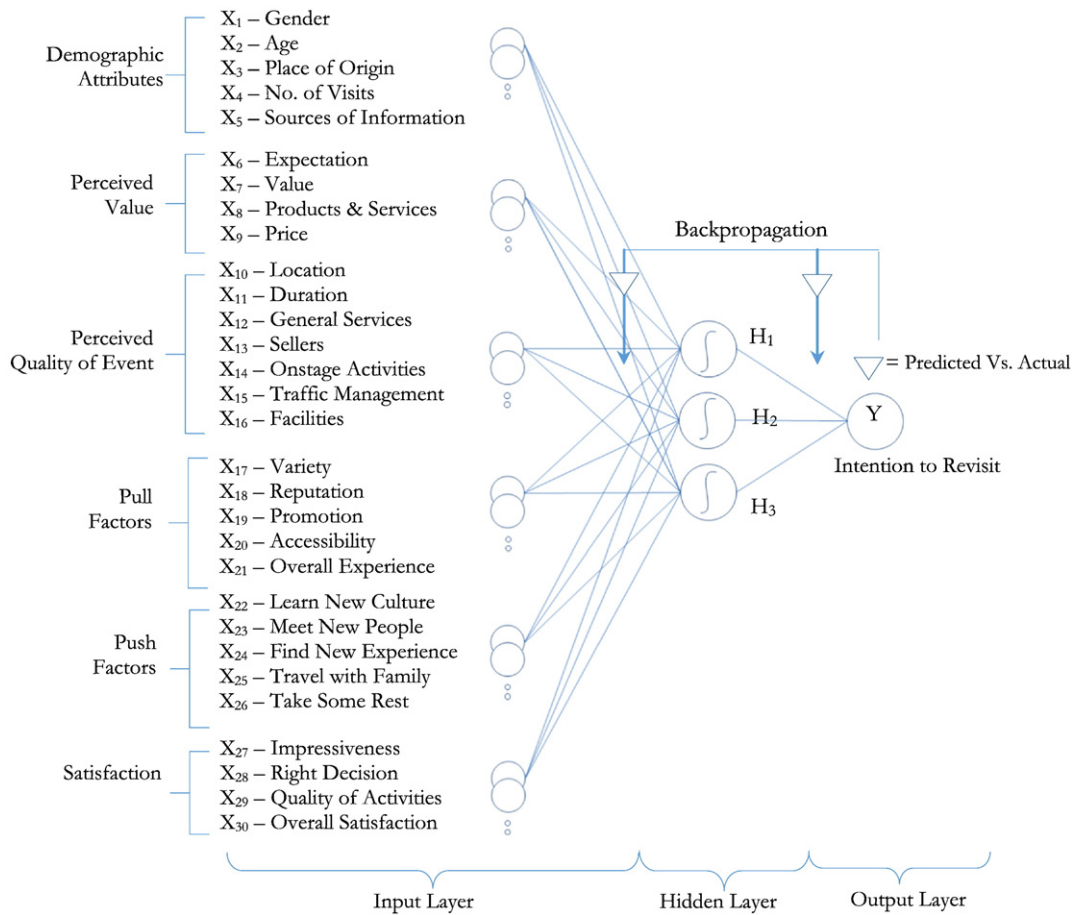 Demographic
Attributes
X₁ – Gender
X₂ – Age
X₃ – Place of Origin
X₄ – No. of Visits
X₅ – Sources of Information
Perceived
Value
X₆ – Expectation
X₇ – Value
X₈ – Products & Services
X₉ – Price
Perceived
Quality of Event
X₁₀ – Location
X₁₁ – Duration
X₁₂ – General Services
X₁₃ – Sellers
X₁₄ – Onstage Activities
X₁₅ – Traffic Management
X₁₆ – Facilities
Pull
Factors
X₁₇ – Variety
X₁₈ – Reputation
X₁₉ – Promotion
X₂₀ – Accessibility
X₂₁ – Overall Experience
Push
Factors
X₂₂ – Learn New Culture
X₂₃ – Meet New People
X₂₄ – Find New Experience
X₂₅ – Travel with Family
X₂₆ – Take Some Rest
Satisfaction
X₂₇ – Impressiveness
X₂₈ – Right Decision
X₂₉ – Quality of Activities
X₃₀ – Overall Satisfaction
Backpropagation
H₁
H₂
H₃
= Predicted Vs. Actual
Y
Intention to Revisit
Input Layer
Hidden Layer
Output Layer